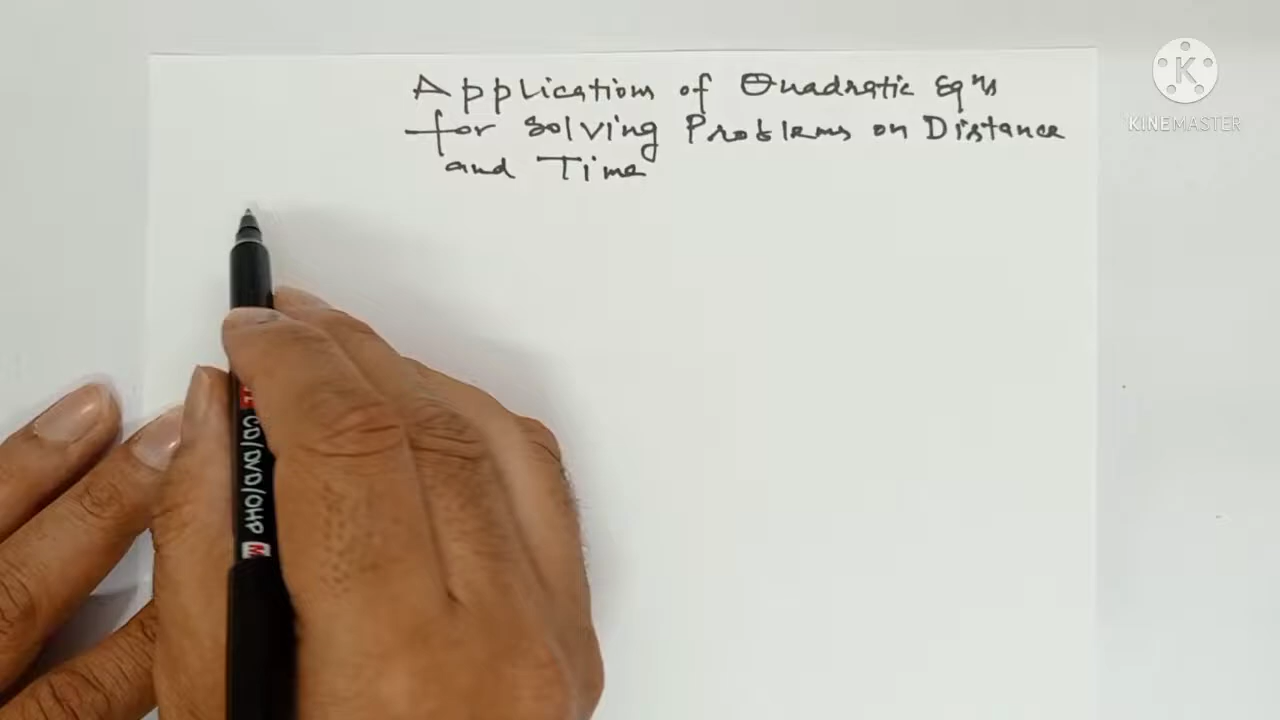 Application of Quadratic Eqns
for solving Problems on Distance
and Time
K
KINEMASTER
CD/DVD/OHP M